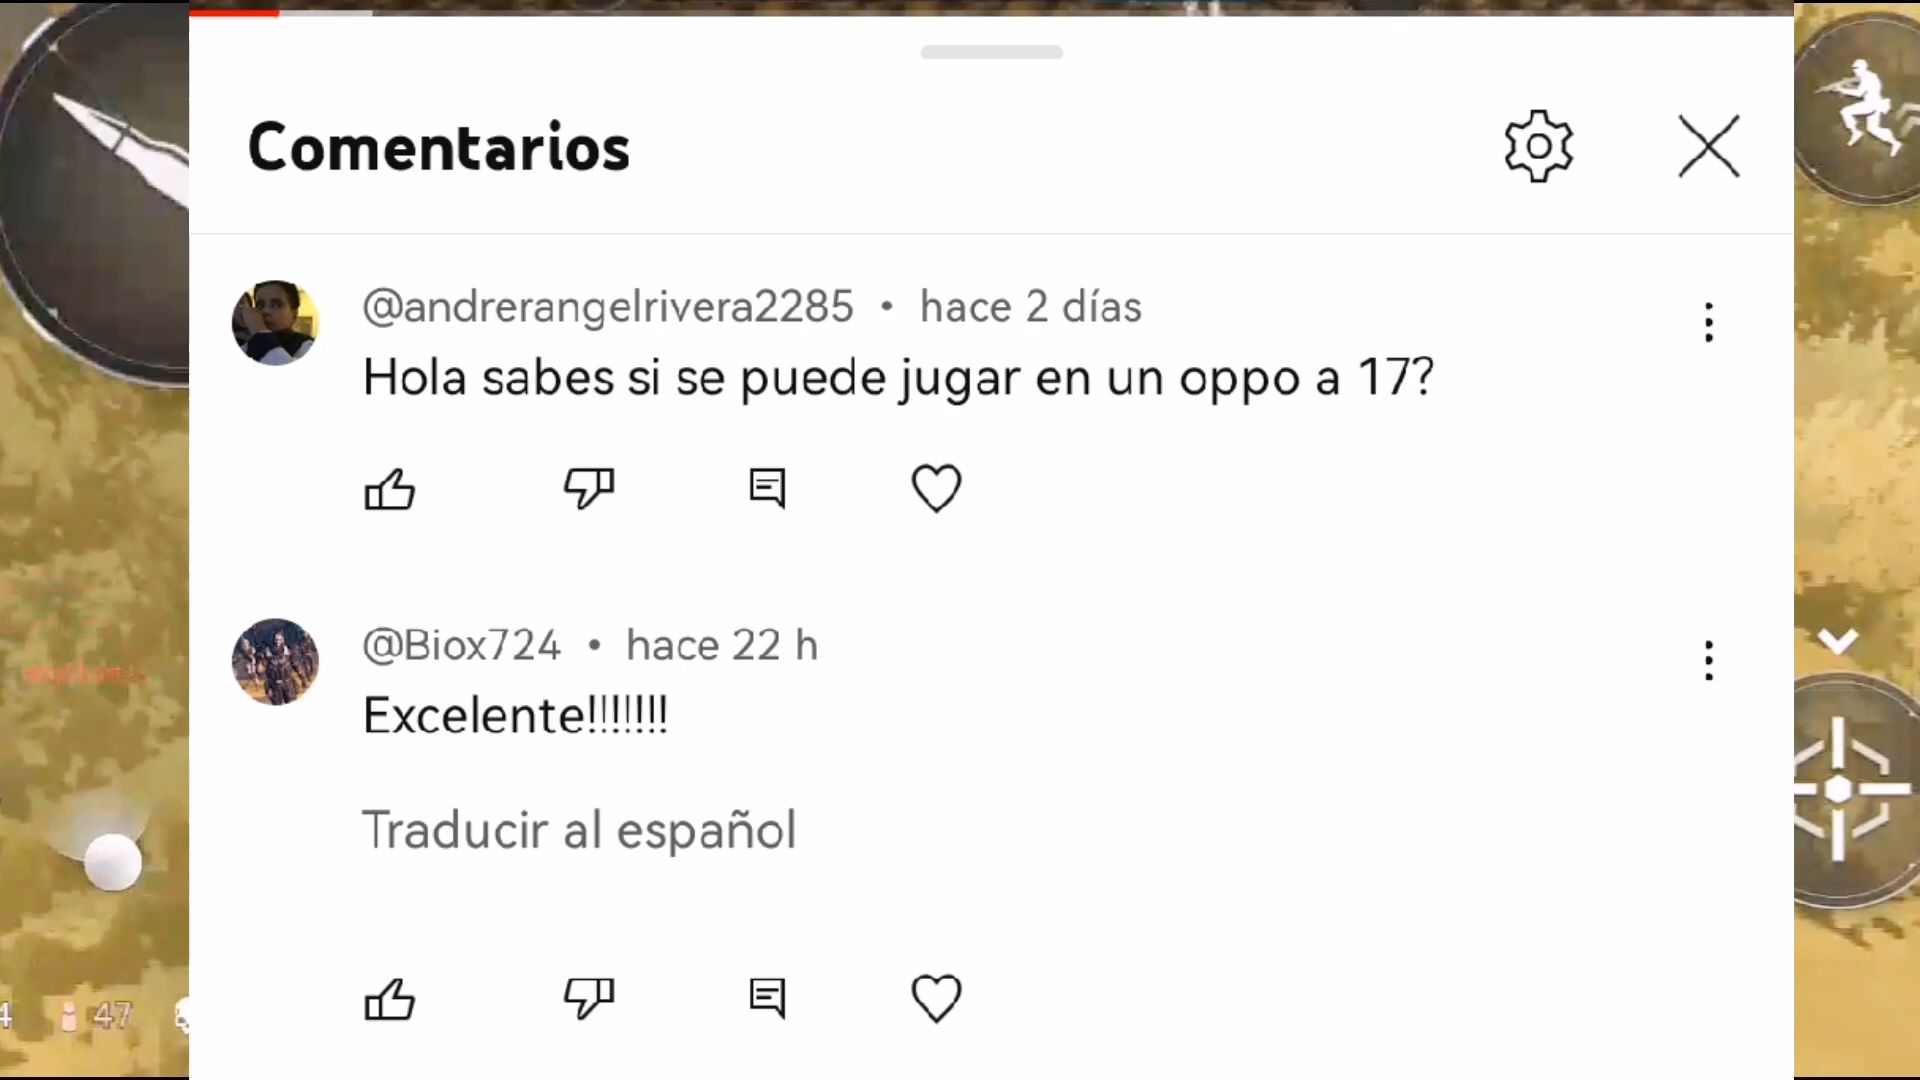 Comentarios
@andrerangelrivera2285 • hace 2 días
Hola sabes si se puede jugar en un oppo a 17?
@Biox724 • hace 22 h
Excelente!!!!!!!
Traducir al español
4 47